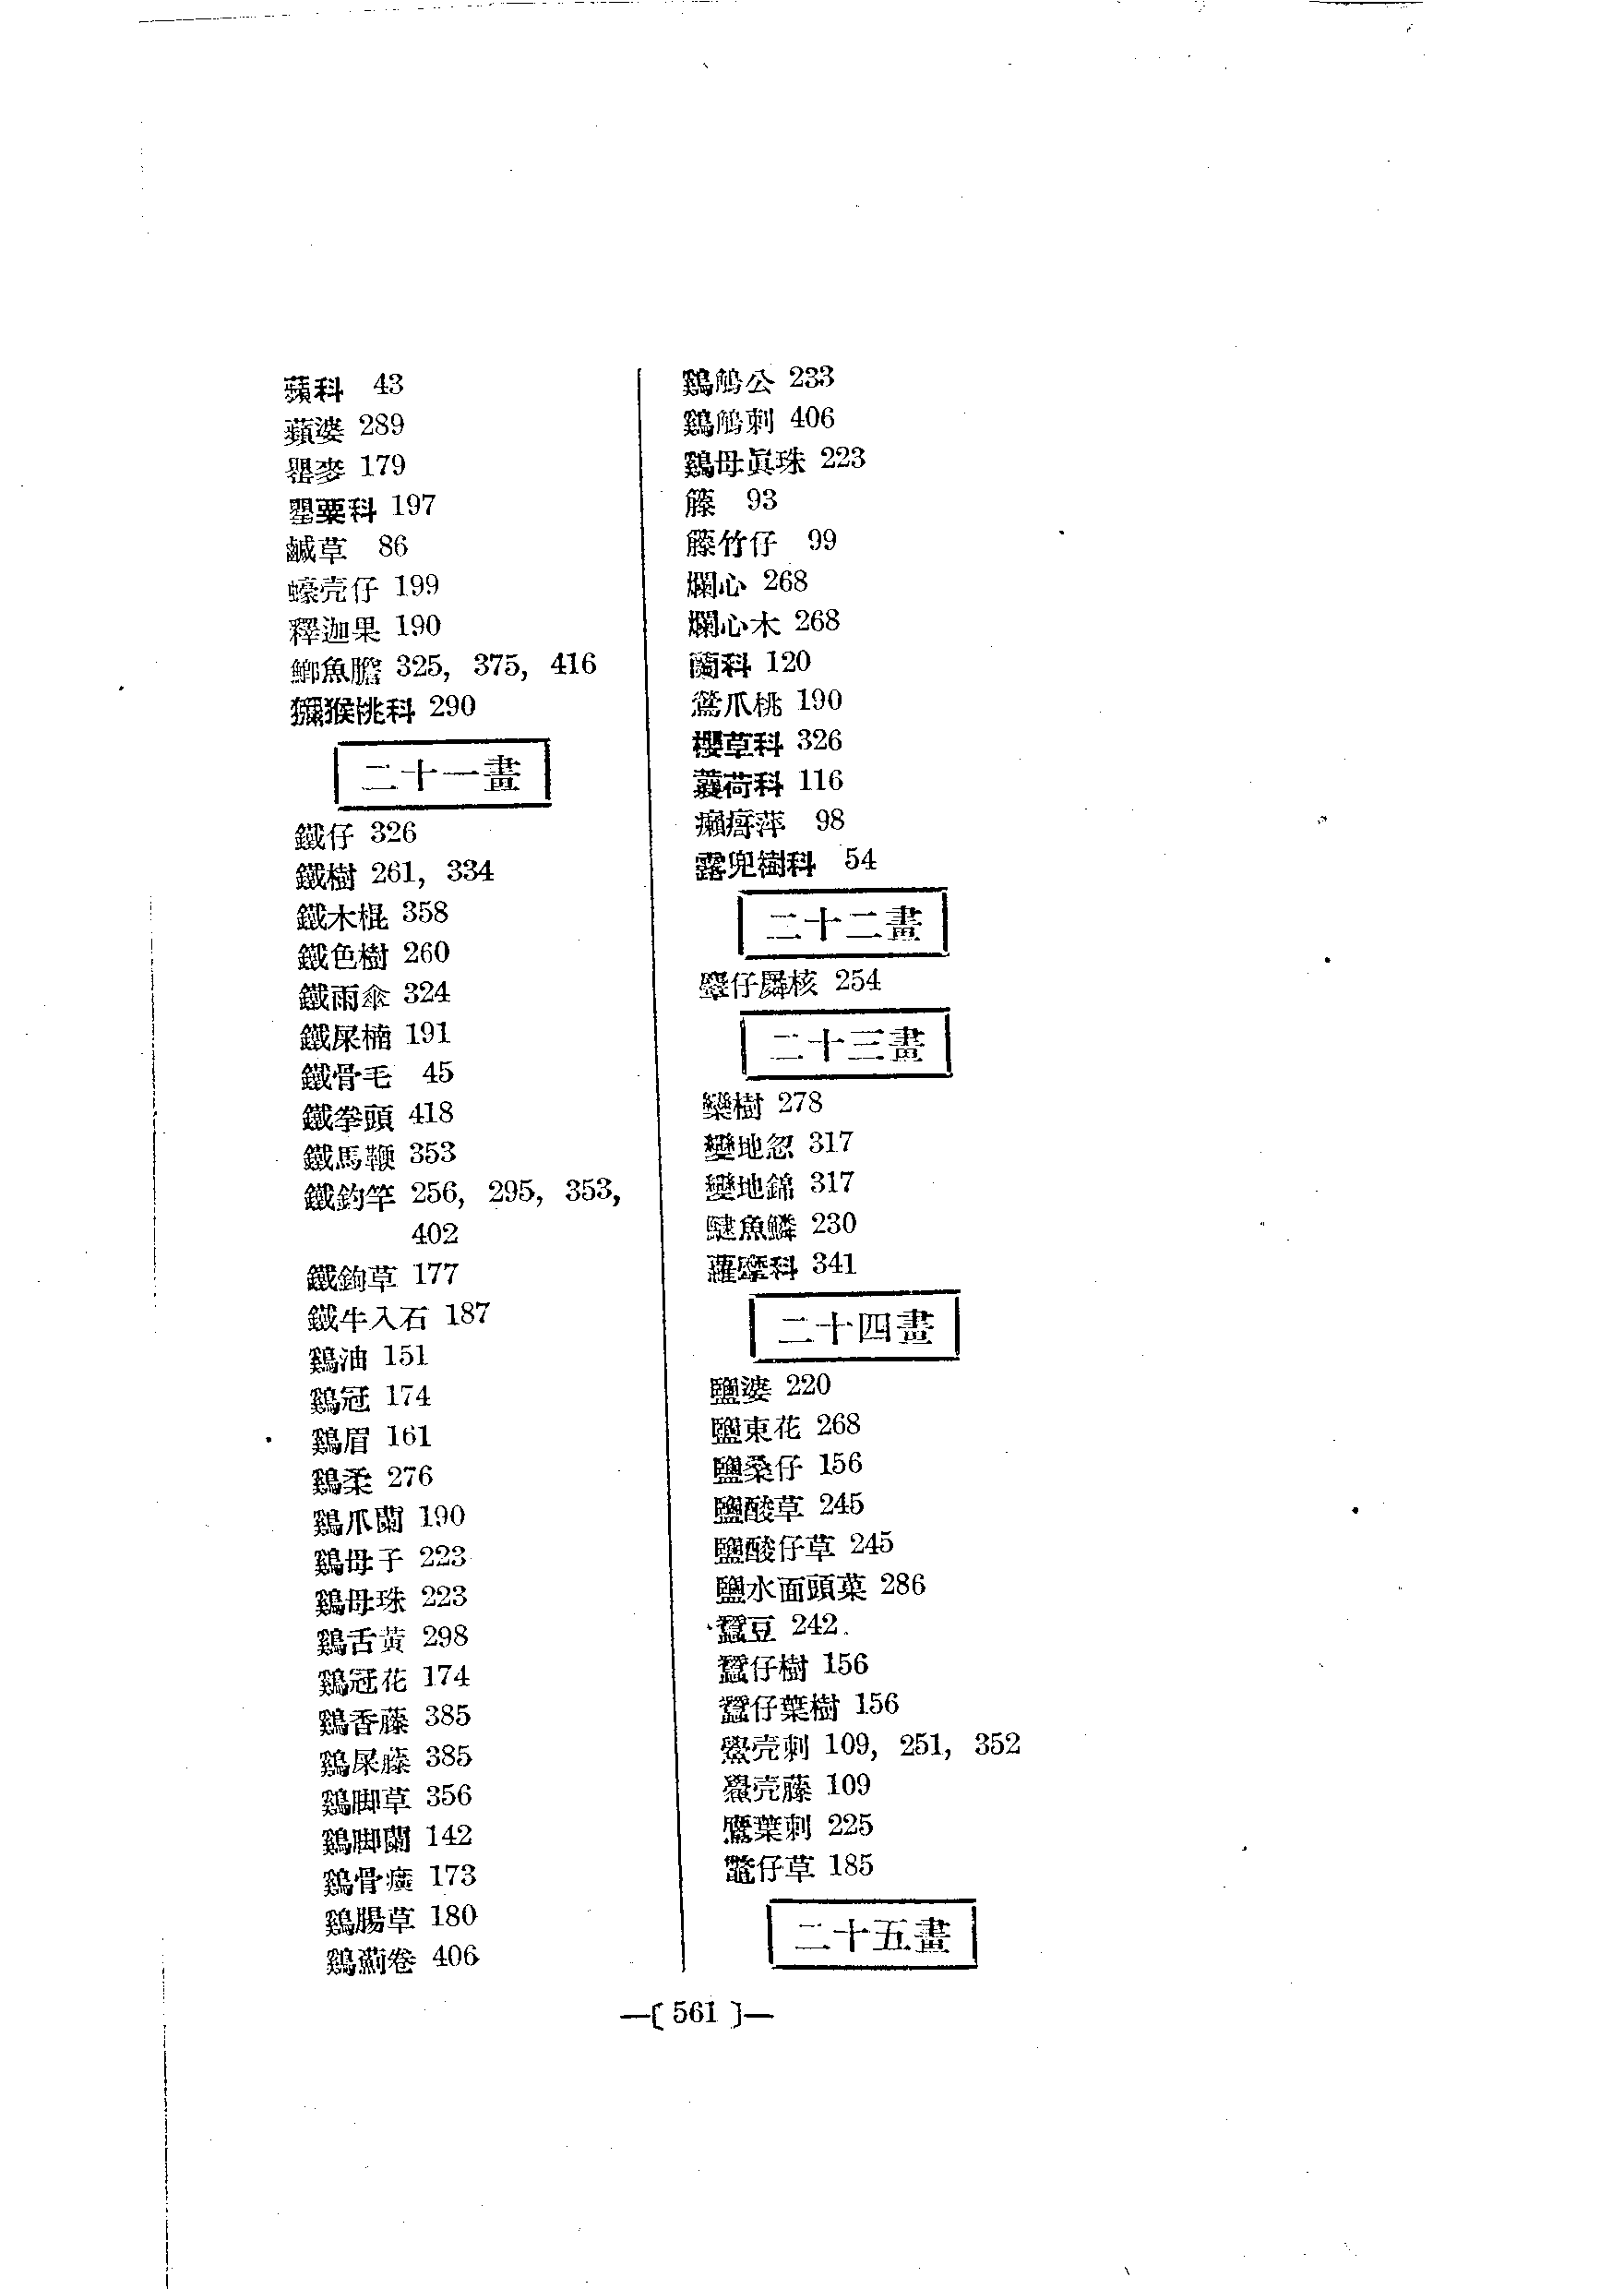 蘋科 43
蘋婆 289
罌麥 179
罌粟科 197
鹹草 86
蠔壳仔 199
釋迦果 190
鯽魚膽 325, 375, 416
獼猴桃科 290
二十一畫
鐵仔 326
鐵樹 261, 334
鐵木棍 358
鐵色樹 260
鐵雨傘 324
鐵屎楠 191
鐵骨毛 45
鐵拳頭 418
鐵馬鞭 353
鐵釣竿 256, 295, 353,
402
鐵鉤草 177
鐵牛入石 187
鷄油 151
鷄冠 174
鷄眉 161
鷄柔 276
鷄爪蘭 190
鷄母子 223
鷄母珠 223
鷄舌黃 298
鷄冠花 174
鷄香藤 385
鷄屎藤 385
鷄脚草 356
鷄脚蘭 142
鷄骨癀 173
鷄腸草 180
鷄薊卷 406
鷄鵤公 233
鷄鵤刺 406
鷄母眞珠 223
籐 93
籐竹仔 99
爛心 268
爛心木 268
蘭科 120
鶯爪桃 190
櫻草科 326
蘘荷科 116
癩𤶃萍 98
露兜樹科 54
二十二畫
仔核 254
二十三畫
欒樹 278
變地忽 317
變地錦 317
魚鱗 230
蘿藦科 341
二十四畫
鹽婆 220
鹽東花 268
鹽桑仔 156
鹽酸草 245
鹽酸仔草 245
鹽水面頭菓 286
蠶豆 242
蠶仔樹 156
蠶仔葉樹 156
鱟壳刺 109, 251, 352
鱟壳藤 109
鷹葉刺 225
鼈仔草 185
二十五畫
—[ 561 ]—